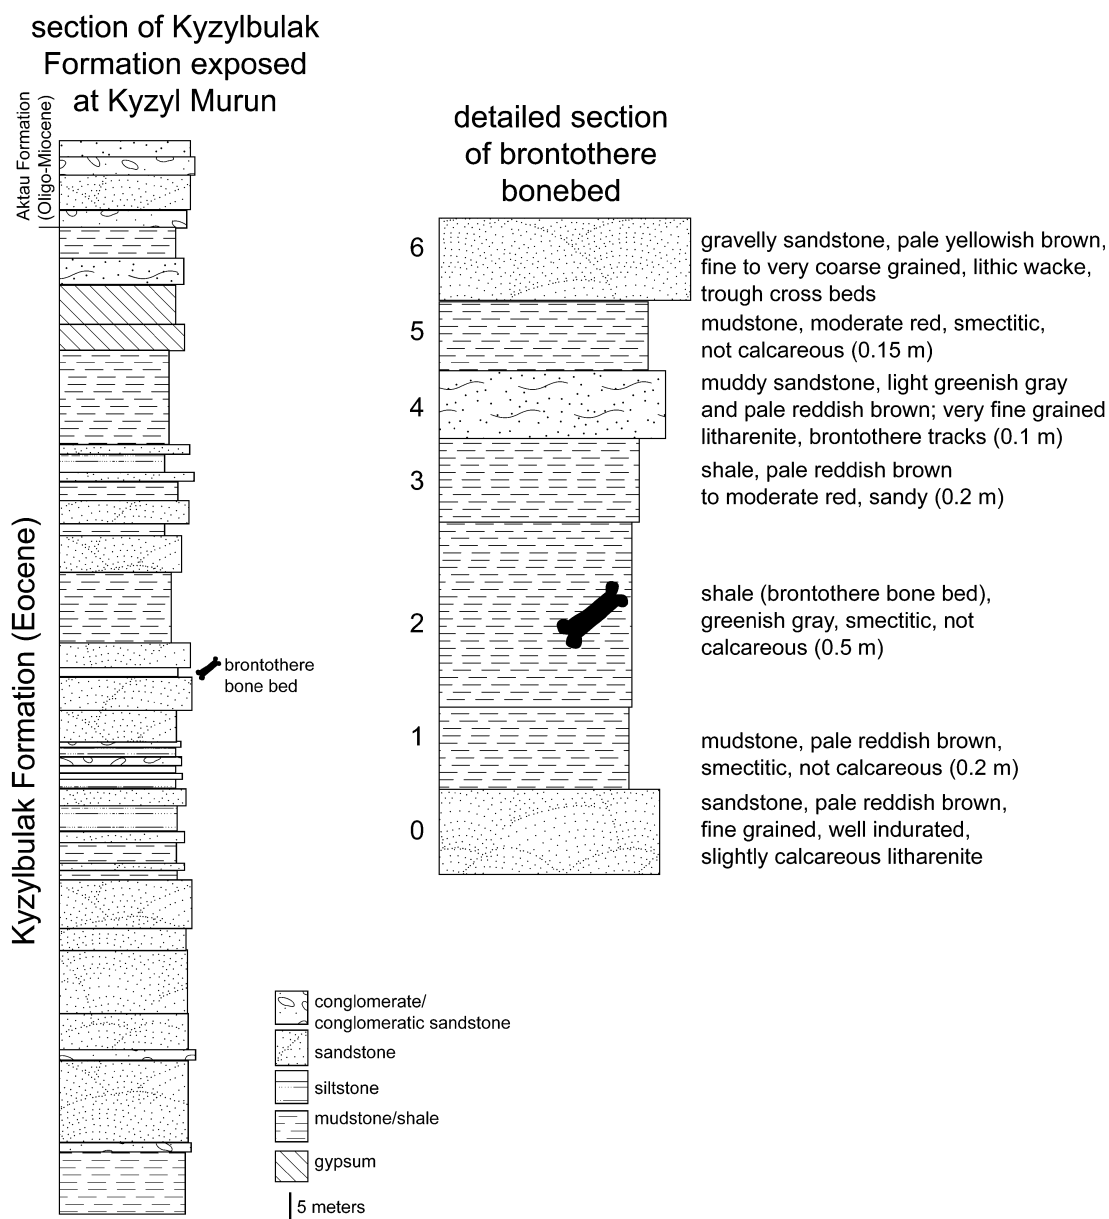 section of Kyzylbulak
Formation exposed
at Kyzyl Murun
Aktau Formation
(Oligo-Miocene)
Kyzylbulak Formation (Eocene)
brontothere
bone bed
conglomerate/
conglomeratic sandstone
sandstone
siltstone
mudstone/shale
gypsum
5 meters
detailed section
of brontothere
bonebed
6
gravelly sandstone, pale yellowish brown,
fine to very coarse grained, lithic wacke,
trough cross beds
5
mudstone, moderate red, smectitic,
not calcareous (0.15 m)
4
muddy sandstone, light greenish gray
and pale reddish brown; very fine grained
litharenite, brontothere tracks (0.1 m)
3
shale, pale reddish brown
to moderate red, sandy (0.2 m)
2
shale (brontothere bone bed),
greenish gray, smectitic, not
calcareous (0.5 m)
1
mudstone, pale reddish brown,
smectitic, not calcareous (0.2 m)
0
sandstone, pale reddish brown,
fine grained, well indurated,
slightly calcareous litharenite